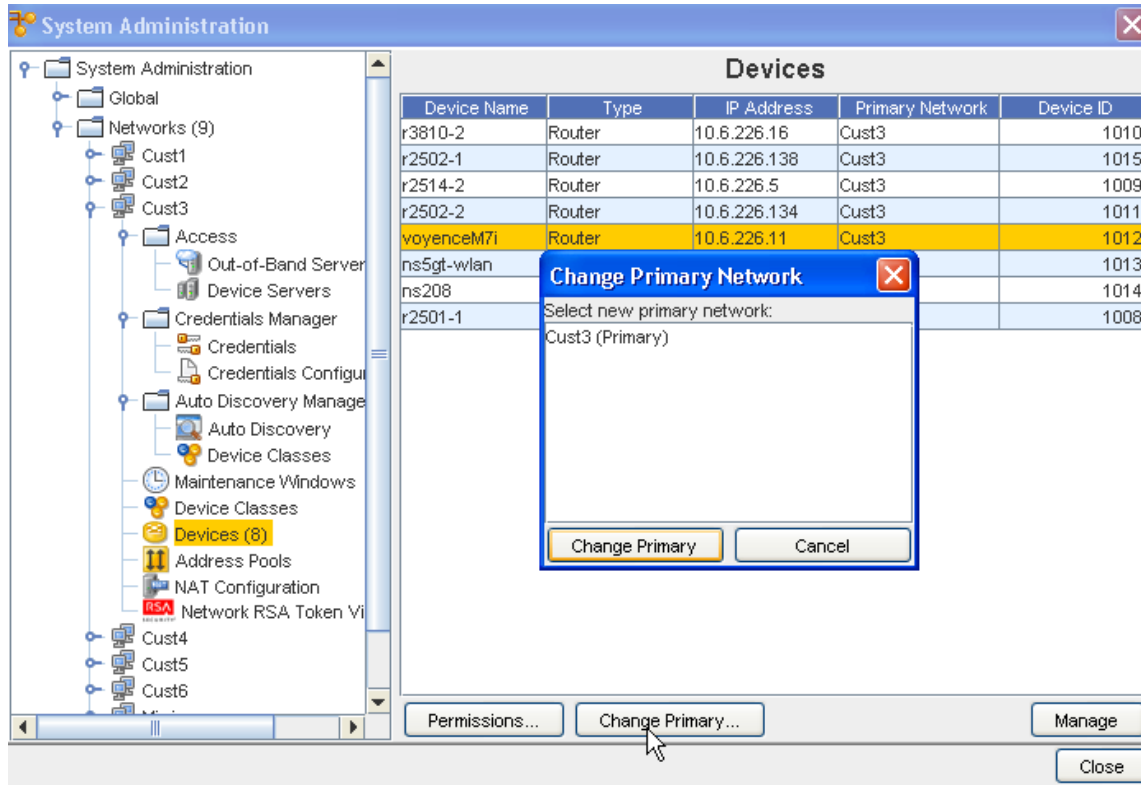 System Administration
System Administration
Global
Networks (9)
Cust1
Cust2
Cust3
Access
Out-of-Band Server
Device Servers
Credentials Manager
Credentials
Credentials Configu
Auto Discovery Manage
Auto Discovery
Device Classes
Maintenance Windows
Device Classes
Devices (8)
Address Pools
NAT Configuration
RSA Network RSA Token Vi
Cust4
Cust5
Cust6
Devices
Device Name Type IP Address Primary Network Device ID
r3810-2 Router 10.6.226.16 Cust3 1010
r2502-1 Router 10.6.226.138 Cust3 1015
r2514-2 Router 10.6.226.5 Cust3 1009
r2502-2 Router 10.6.226.134 Cust3 1011
voyenceM7i Router 10.6.226.11 Cust3 1012
ns5gt-wlan 1013
ns208 1014
r2501-1 1008
Change Primary Network
Select new primary network:
Cust3 (Primary)
Change Primary Cancel
Permissions... Change Primary... Manage
Close